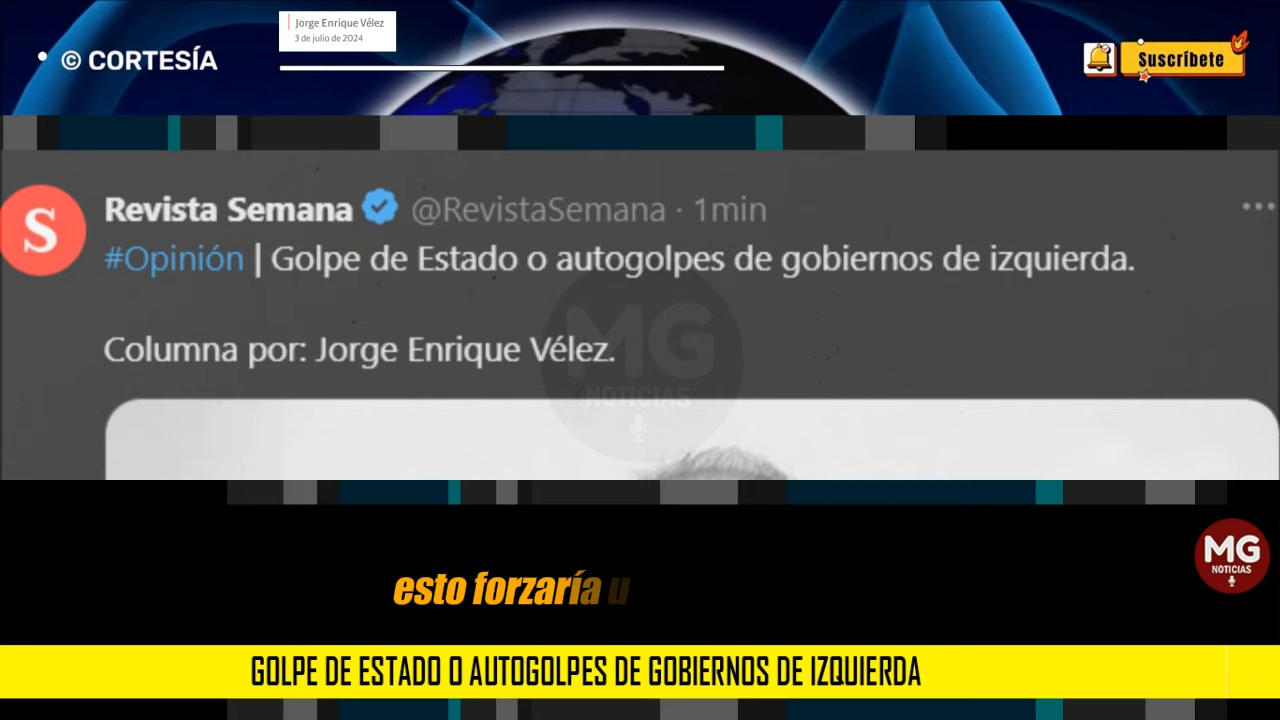 Jorge Enrique Vélez
3 de julio de 2024
© CORTESÍA
Suscríbete
S
Revista Semana @RevistaSemana · 1min
#Opinión | Golpe de Estado o autogolpes de gobiernos de izquierda.
Columna por: Jorge Enrique Vélez.
MG
NOTICIAS
esto forzaría u
MG
NOTICIAS
GOLPE DE ESTADO O AUTOGOLPES DE GOBIERNOS DE IZQUIERDA